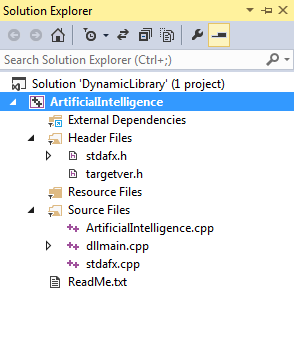 Solution Explorer
Search Solution Explorer (Ctrl+;)
Solution 'DynamicLibrary' (1 project)
ArtificialIntelligence
External Dependencies
Header Files
stdafx.h
targetver.h
Resource Files
Source Files
ArtificialIntelligence.cpp
dllmain.cpp
stdafx.cpp
ReadMe.txt